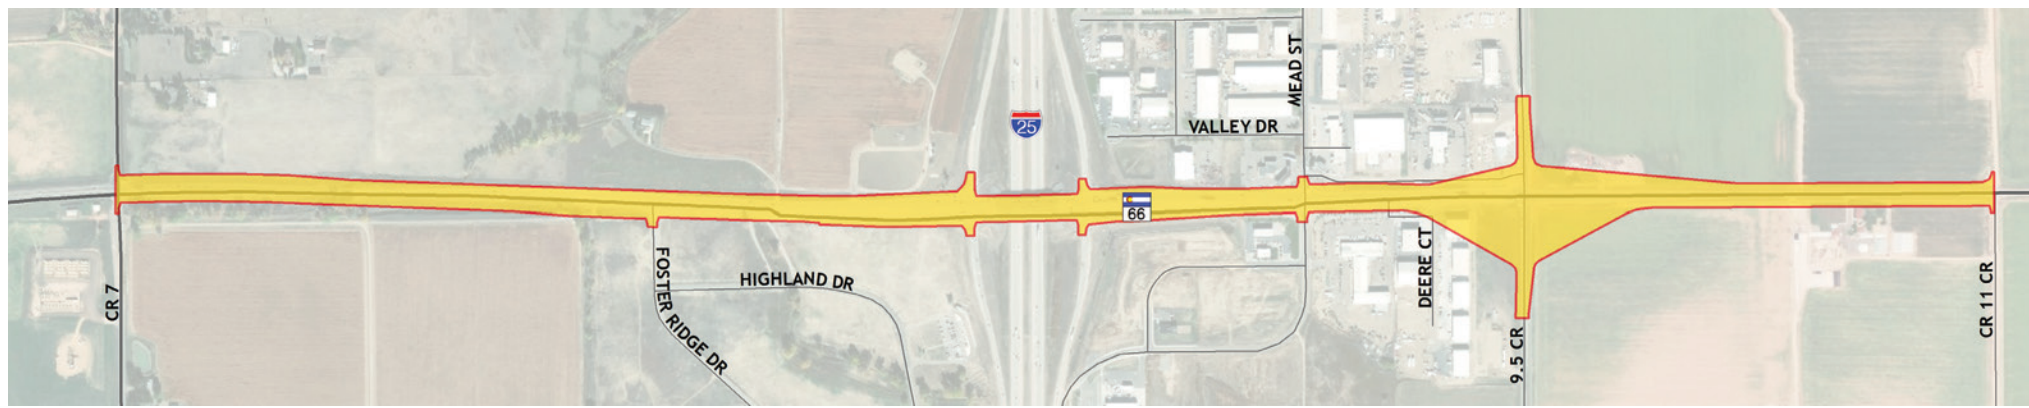 MEAD ST
25
VALLEY DR
66
CR 7
FOSTER RIDGE DR
HIGHLAND DR
DEERE CT
9.5 CR
CR 11 CR